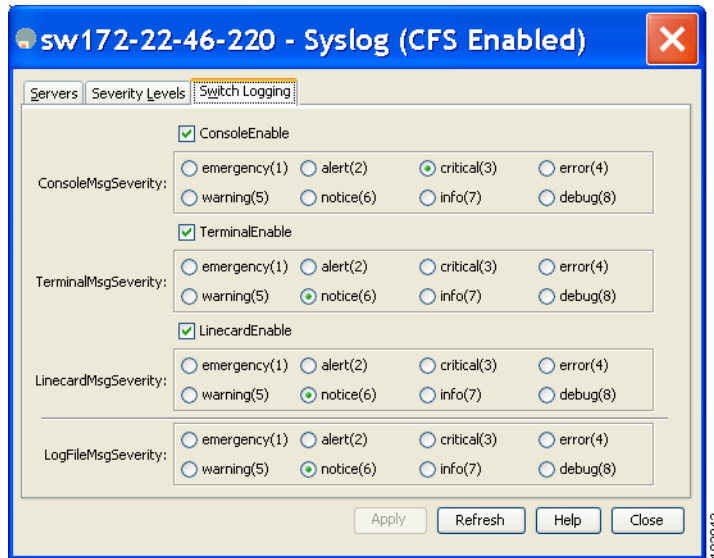 sw172-22-46-220 - Syslog (CFS Enabled)
Servers Severity Levels Switch Logging
ConsoleEnable
ConsoleMsgSeverity:
emergency(1) alert(2) critical(3) error(4)
warning(5) notice(6) info(7) debug(8)
TerminalEnable
TerminalMsgSeverity:
emergency(1) alert(2) critical(3) error(4)
warning(5) notice(6) info(7) debug(8)
LinecardEnable
LinecardMsgSeverity:
emergency(1) alert(2) critical(3) error(4)
warning(5) notice(6) info(7) debug(8)
LogFileMsgSeverity:
emergency(1) alert(2) critical(3) error(4)
warning(5) notice(6) info(7) debug(8)
Apply Refresh Help Close